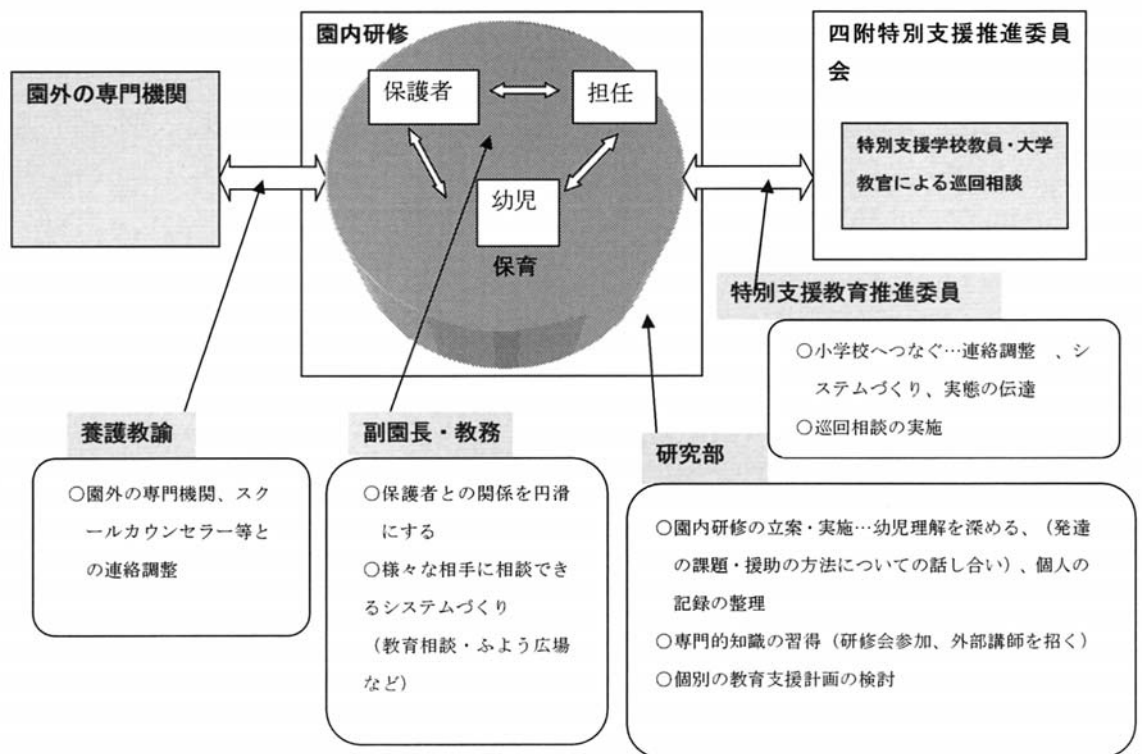 園内研修
四附特別支援推進委員
会
園外の専門機関
保護者
担任
特別支援学校教員・大学
教官による巡回相談
幼児
保育
特別支援教育推進委員
○小学校へつなぐ…連絡調整　、シ
ステムづくり、実態の伝達
○巡回相談の実施
養護教諭
○園外の専門機関、スク
ールカウンセラー等と
の連絡調整
副園長・教務
○保護者との関係を円滑
にする
○様々な相手に相談でき
るシステムづくり
（教育相談・ふよう広場
など）
研究部
○園内研修の立案・実施…幼児理解を深める、（発達
の課題・援助の方法についての話し合い）、個人の
記録の整理
○専門的知識の習得（研修会参加、外部講師を招く）
○個別の教育支援計画の検討